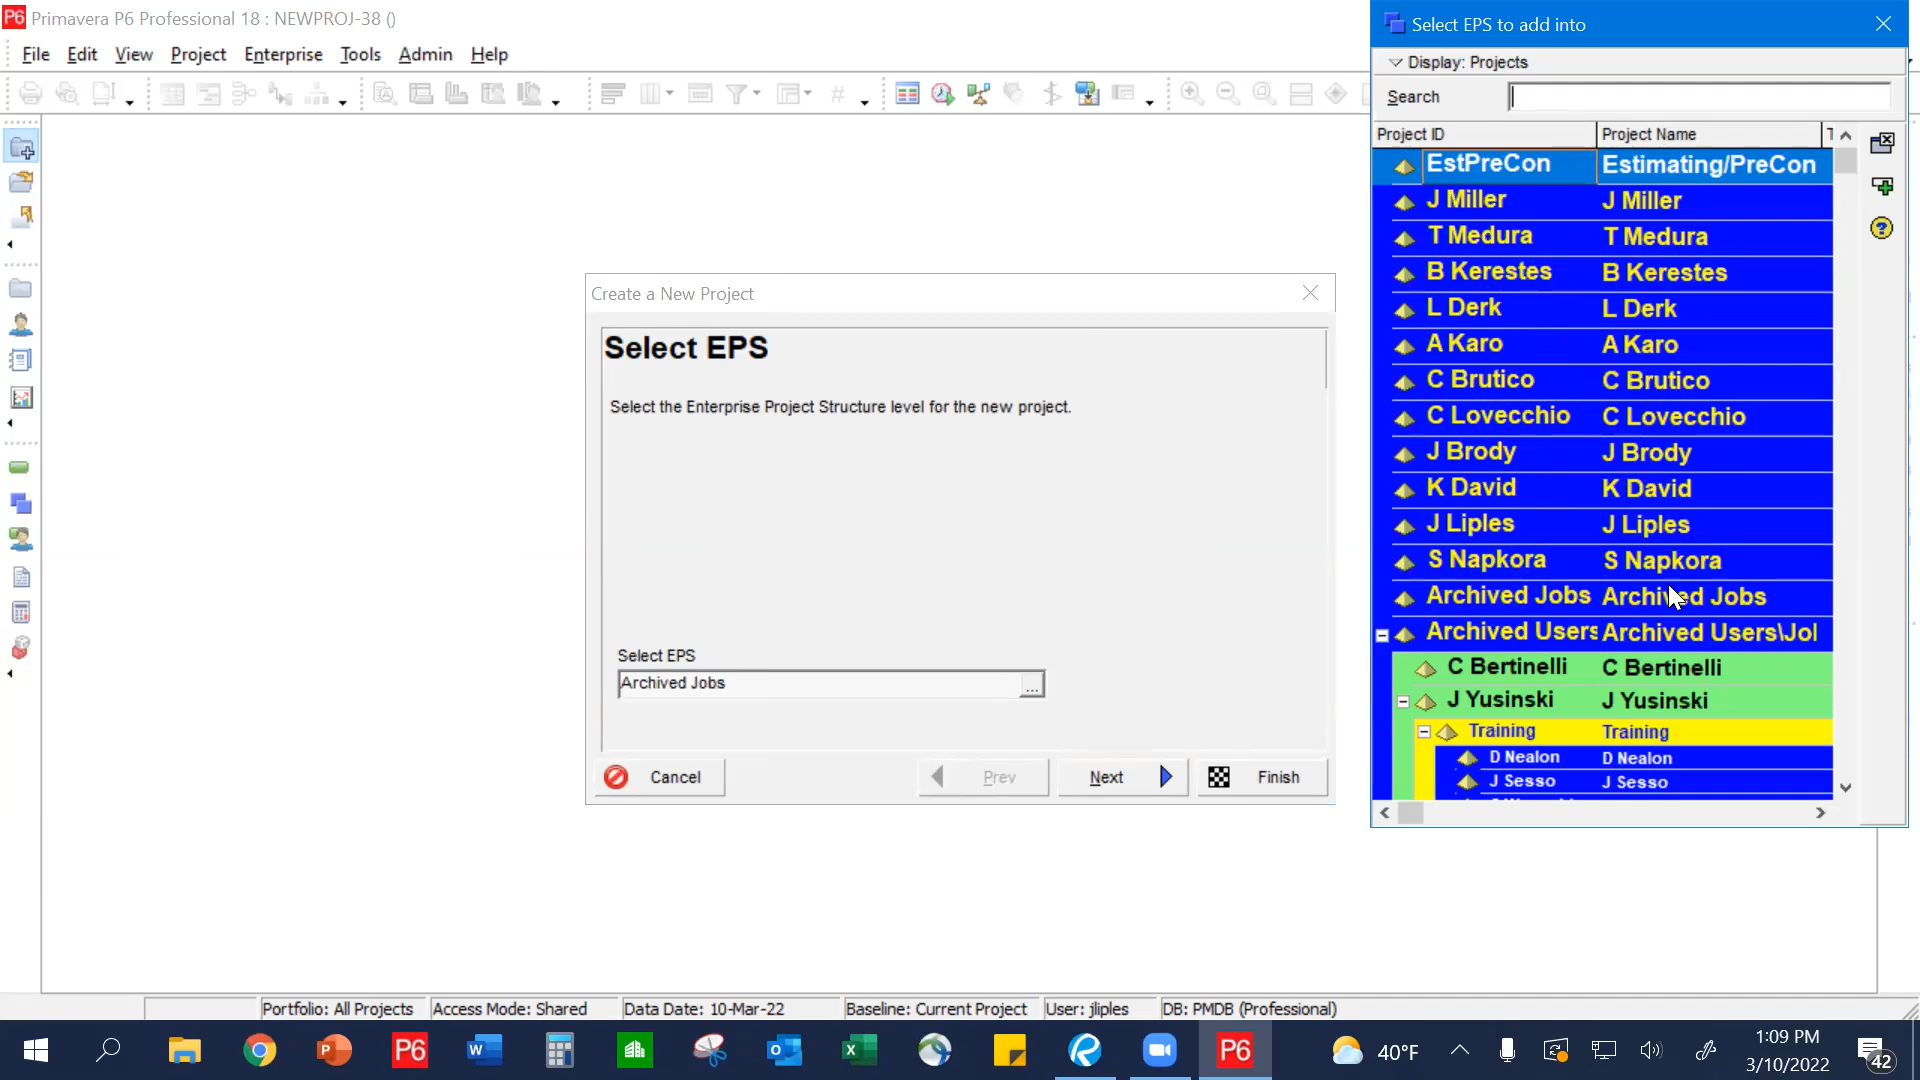 P6 Primavera P6 Professional 18 : NEWPROJ-38 ()
File Edit View Project Enterprise Tools Admin Help
Select EPS to add into
Display: Projects
Search
Project ID Project Name
EstPreCon Estimating/PreCon
J Miller J Miller
T Medura T Medura
B Kerestes B Kerestes
L Derk L Derk
A Karo A Karo
C Brutico C Brutico
C Lovecchio C Lovecchio
J Brody J Brody
K David K David
J Liples J Liples
S Napkora S Napkora
Archived Jobs Archived Jobs
Archived Users Archived Users\Jol
C Bertinelli C Bertinelli
J Yusinski J Yusinski
Training Training
D Nealon D Nealon
J Sesso J Sesso
Create a New Project
Select EPS
Select the Enterprise Project Structure level for the new project.
Select EPS
Archived Jobs ...
Cancel Prev Next Finish
Portfolio: All Projects Access Mode: Shared Data Date: 10-Mar-22 Baseline: Current Project User: jliples DB: PMDB (Professional)
P6 P6 40°F
1:09 PM
3/10/2022
42